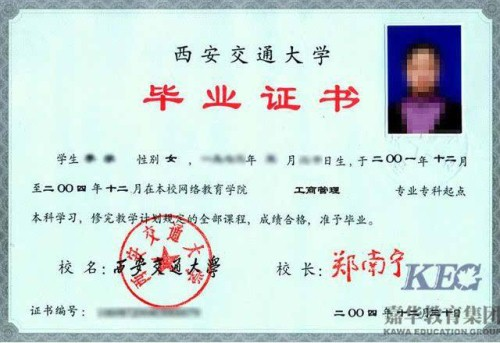 西安交通大学
毕业证书
学生 性别 女 , 年 月 日生，于二〇〇一年 十二月
至二〇〇四年 十二月在本校网络教育学院 工商管理 专业专科起点
本科学习，修完教学计划规定的全部课程，成绩合格，准予毕业。
校 名：西安交通大学 校 长：郑南宁
西安交通大学
证书编号： 二〇〇四年 十二月三十日
KEG
嘉华教育集团
KAWA EDUCATION GROUP